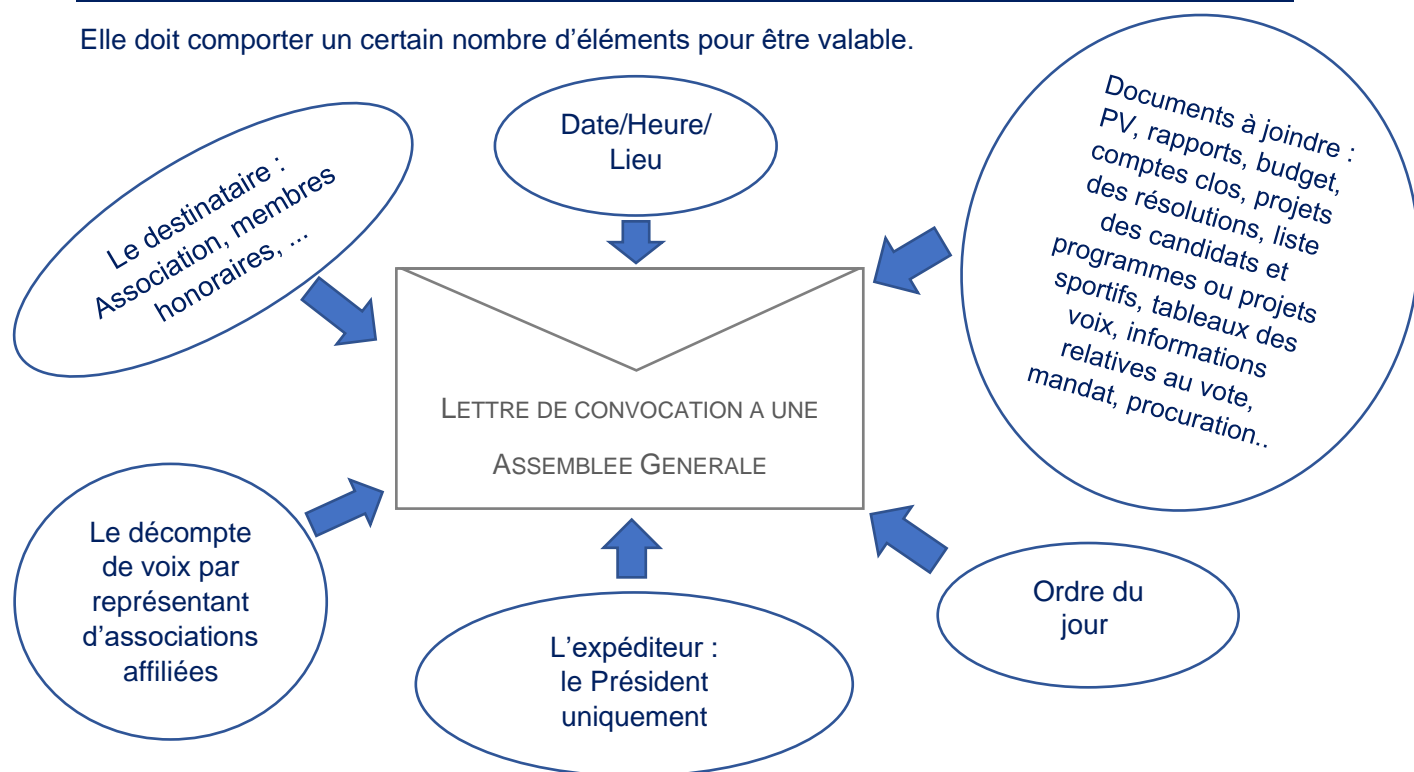 Elle doit comporter un certain nombre d’éléments pour être valable.
Le destinataire :
Association, membres
honoraires, ...
Date/Heure/
Lieu
Documents à joindre :
PV, rapports, budget,
comptes clos, projets
des résolutions, liste
des candidats et
programmes ou projets
sportifs, tableaux des
voix, informations
relatives au vote,
mandat, procuration..
LETTRE DE CONVOCATION A UNE
ASSEMBLEE GENERALE
Le décompte
de voix par
représentant
d’associations
affiliées
L’expéditeur :
le Président
uniquement
Ordre du
jour